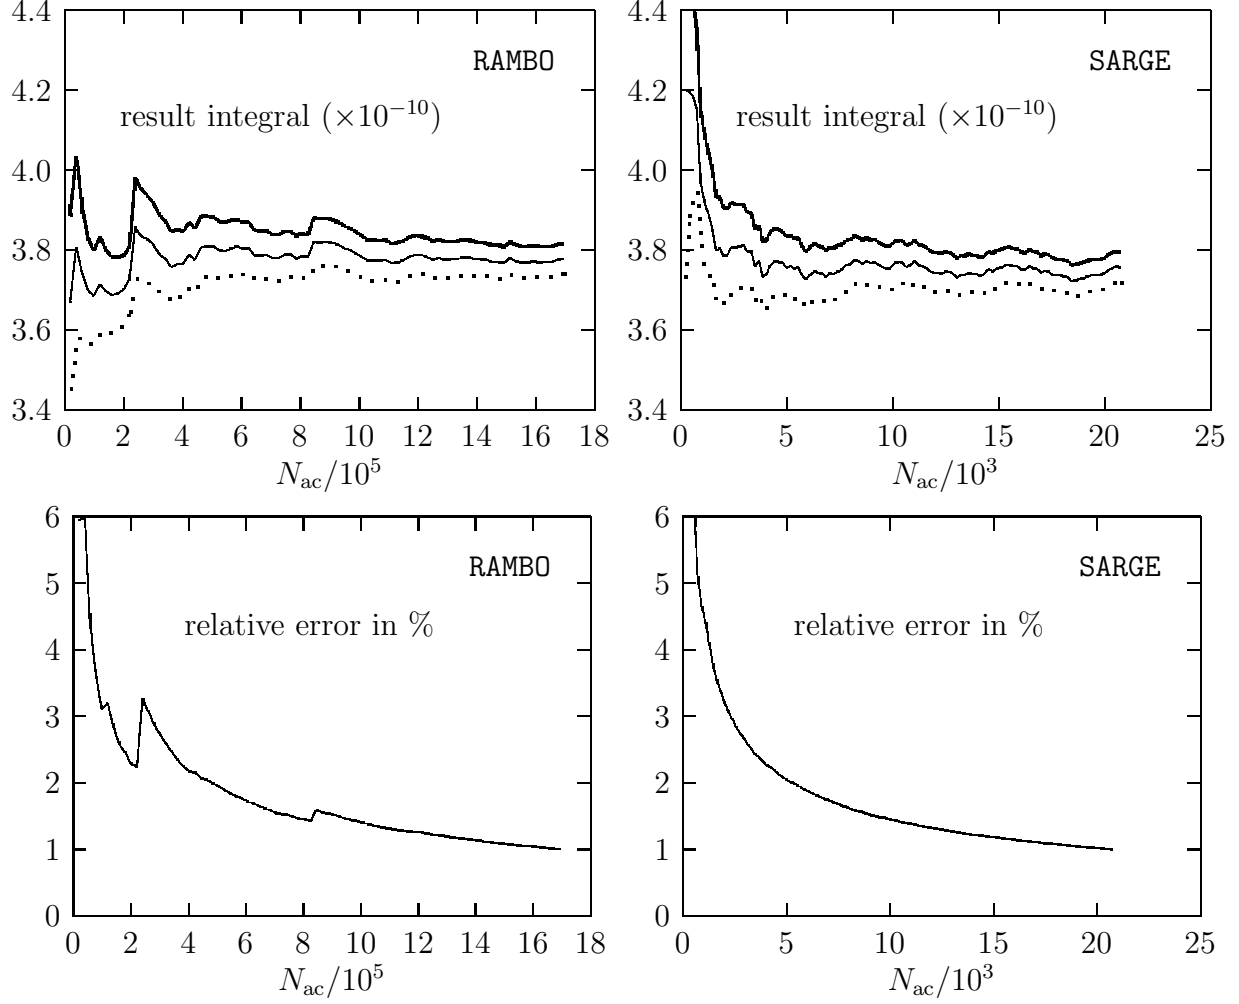 4.4
4.2
4.0
3.8
3.6
3.4
RAMBO
result integral (×10⁻¹⁰)
0 2 4 6 8 10 12 14 16 18
N_ac/10⁵
4.4
4.2
4.0
3.8
3.6
3.4
SARGE
result integral (×10⁻¹⁰)
0 5 10 15 20 25
N_ac/10³
6
5
4
3
2
1
0
RAMBO
relative error in %
0 2 4 6 8 10 12 14 16 18
N_ac/10⁵
6
5
4
3
2
1
0
SARGE
relative error in %
0 5 10 15 20 25
N_ac/10³